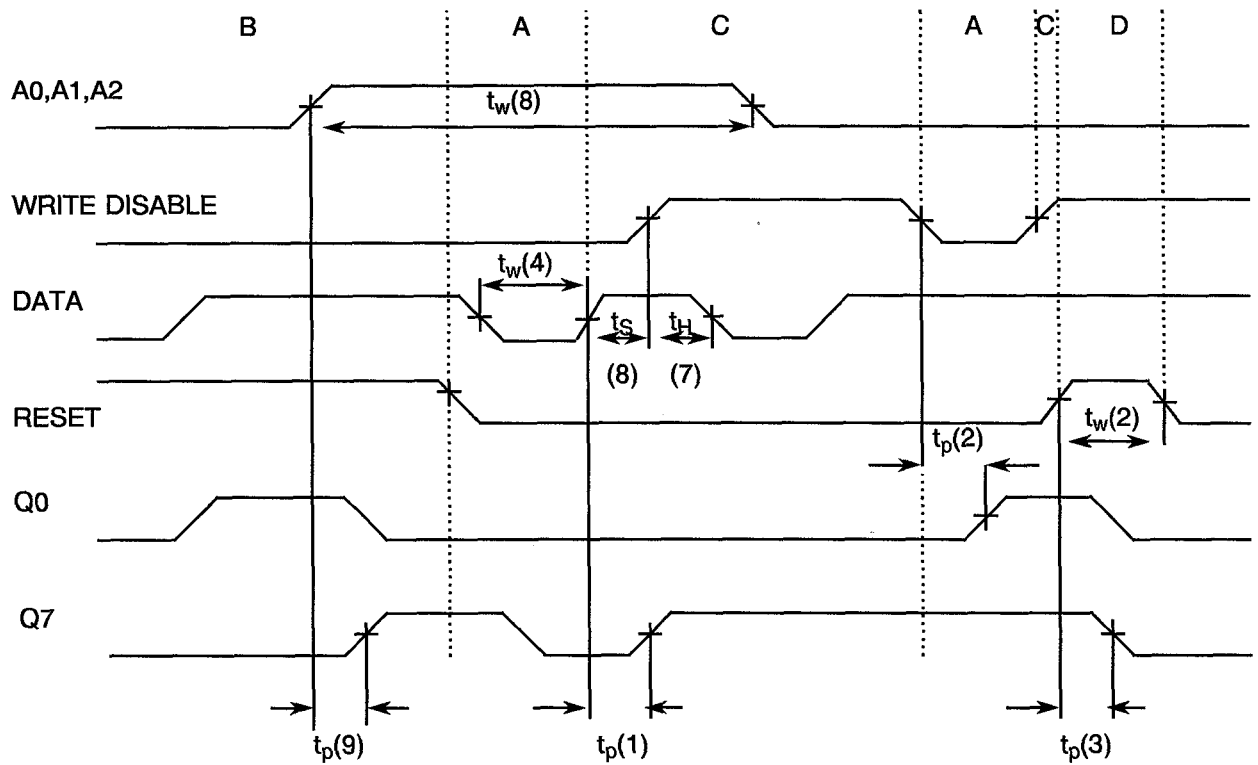 B A C A C D
A0,A1,A2
tw(8)
WRITE DISABLE
tw(4)
DATA
tS tH
(8) (7)
RESET
tw(2)
tp(2)
Q0
Q7
tp(9) tp(1) tp(3)